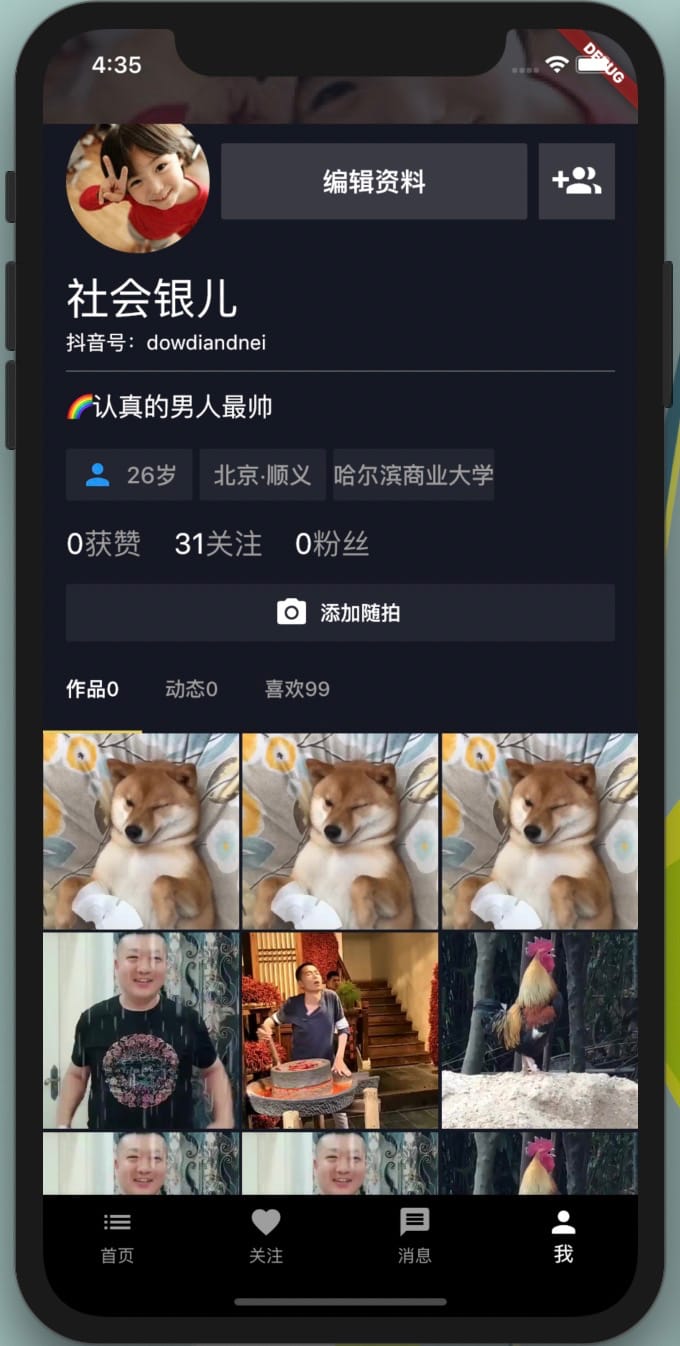 4:35
DEBUG
编辑资料
社会银儿
抖音号：dowdiandnei
🌈认真的男人最帅
26岁 北京·顺义 哈尔滨商业大学
0获赞 31关注 0粉丝
添加随拍
作品0 动态0 喜欢99
首页 关注 消息 我